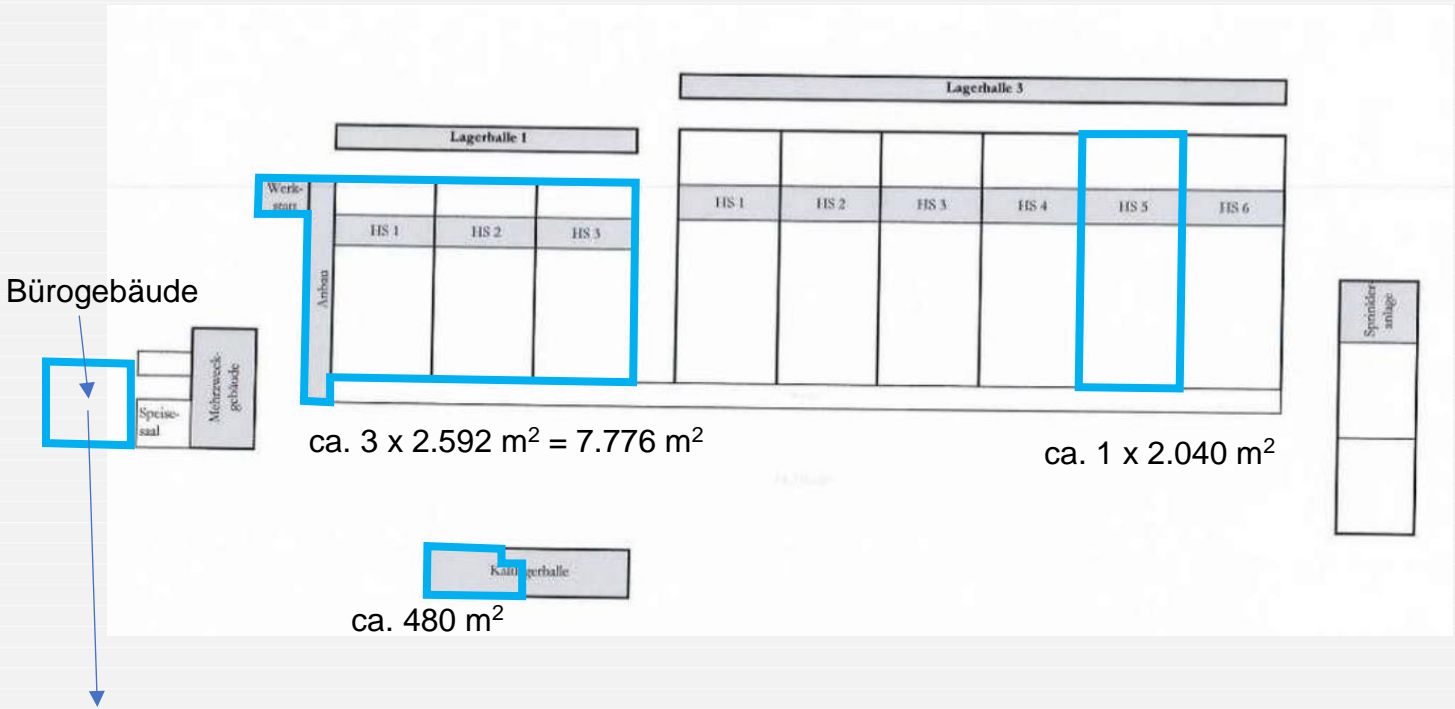 Lagerhalle 3
Lagerhalle 1
Werk-
statt
HS 1
HS 2
HS 3
HS 4
HS 5
HS 6
HS 1
HS 2
HS 3
Anbau
Sprinkler-
anlage
Bürogebäude
Mehrzweck-
gebäude
Speise-
saal
ca. 3 x 2.592 m² = 7.776 m²
ca. 1 x 2.040 m²
Kaltlagerhalle
ca. 480 m²